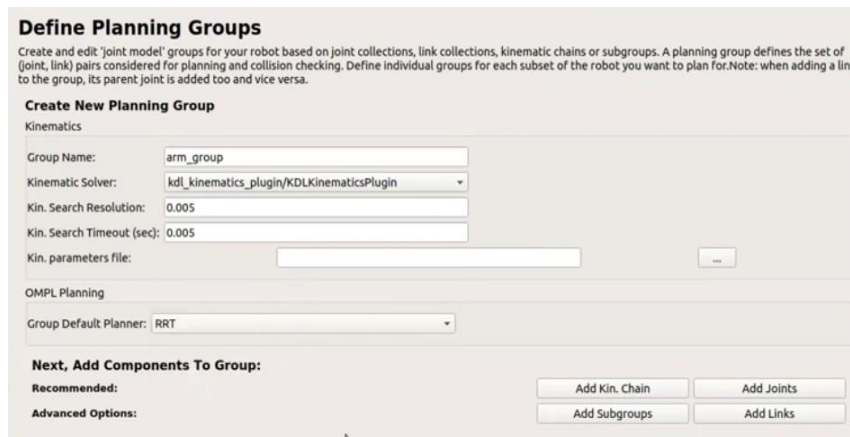 Define Planning Groups
Create and edit 'joint model' groups for your robot based on joint collections, link collections, kinematic chains or subgroups. A planning group defines the set of
(joint, link) pairs considered for planning and collision checking. Define individual groups for each subset of the robot you want to plan for.Note: when adding a lin
to the group, its parent joint is added too and vice versa.
Create New Planning Group
Kinematics
Group Name: arm_group
Kinematic Solver: kdl_kinematics_plugin/KDLKinematicsPlugin
Kin. Search Resolution: 0.005
Kin. Search Timeout (sec): 0.005
Kin. parameters file: ...
OMPL Planning
Group Default Planner: RRT
Next, Add Components To Group:
Recommended: Add Kin. Chain Add Joints
Advanced Options: Add Subgroups Add Links